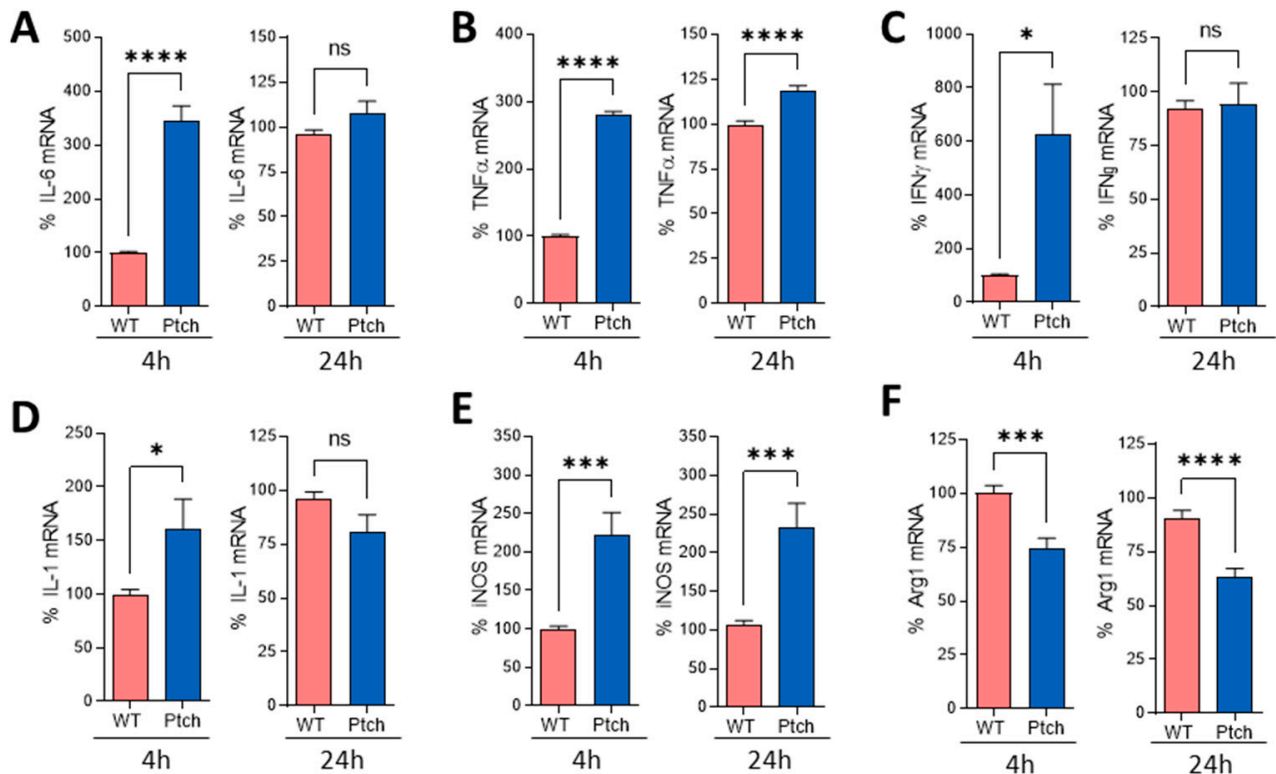 A
% IL-6 mRNA
500
400
300
200
100
0
****
WT Ptch
4h
% IL-6 mRNA
150
125
100
75
50
25
0
ns
WT Ptch
24h
B
% TNFα mRNA
400
300
200
100
0
****
WT Ptch
4h
% TNFα mRNA
150
125
100
75
50
25
0
****
WT Ptch
24h
C
% IFNγ mRNA
1000
800
600
400
200
0
*
WT Ptch
4h
% IFNg mRNA
125
100
75
50
25
0
ns
WT Ptch
24h
D
% IL-1 mRNA
250
200
150
100
50
0
*
WT Ptch
4h
% IL-1 mRNA
125
100
75
50
25
0
ns
WT Ptch
24h
E
% iNOS mRNA
350
300
250
200
150
100
50
0
***
WT Ptch
4h
% iNOS mRNA
350
300
250
200
150
100
50
0
***
WT Ptch
24h
F
% Arg1 mRNA
125
100
75
50
25
0
***
WT Ptch
4h
% Arg1 mRNA
125
100
75
50
25
0
****
WT Ptch
24h